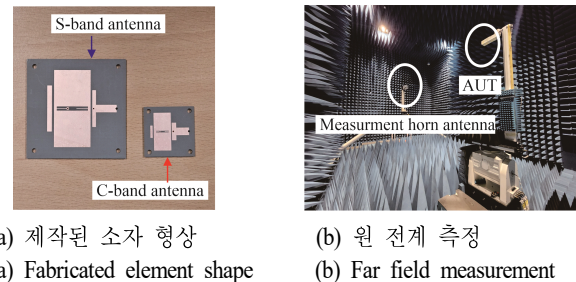 S-band antenna
C-band antenna
AUT
Measurment horn antenna
a) 제작된 소자 형상
a) Fabricated element shape
(b) 원 전계 측정
(b) Far field measurement